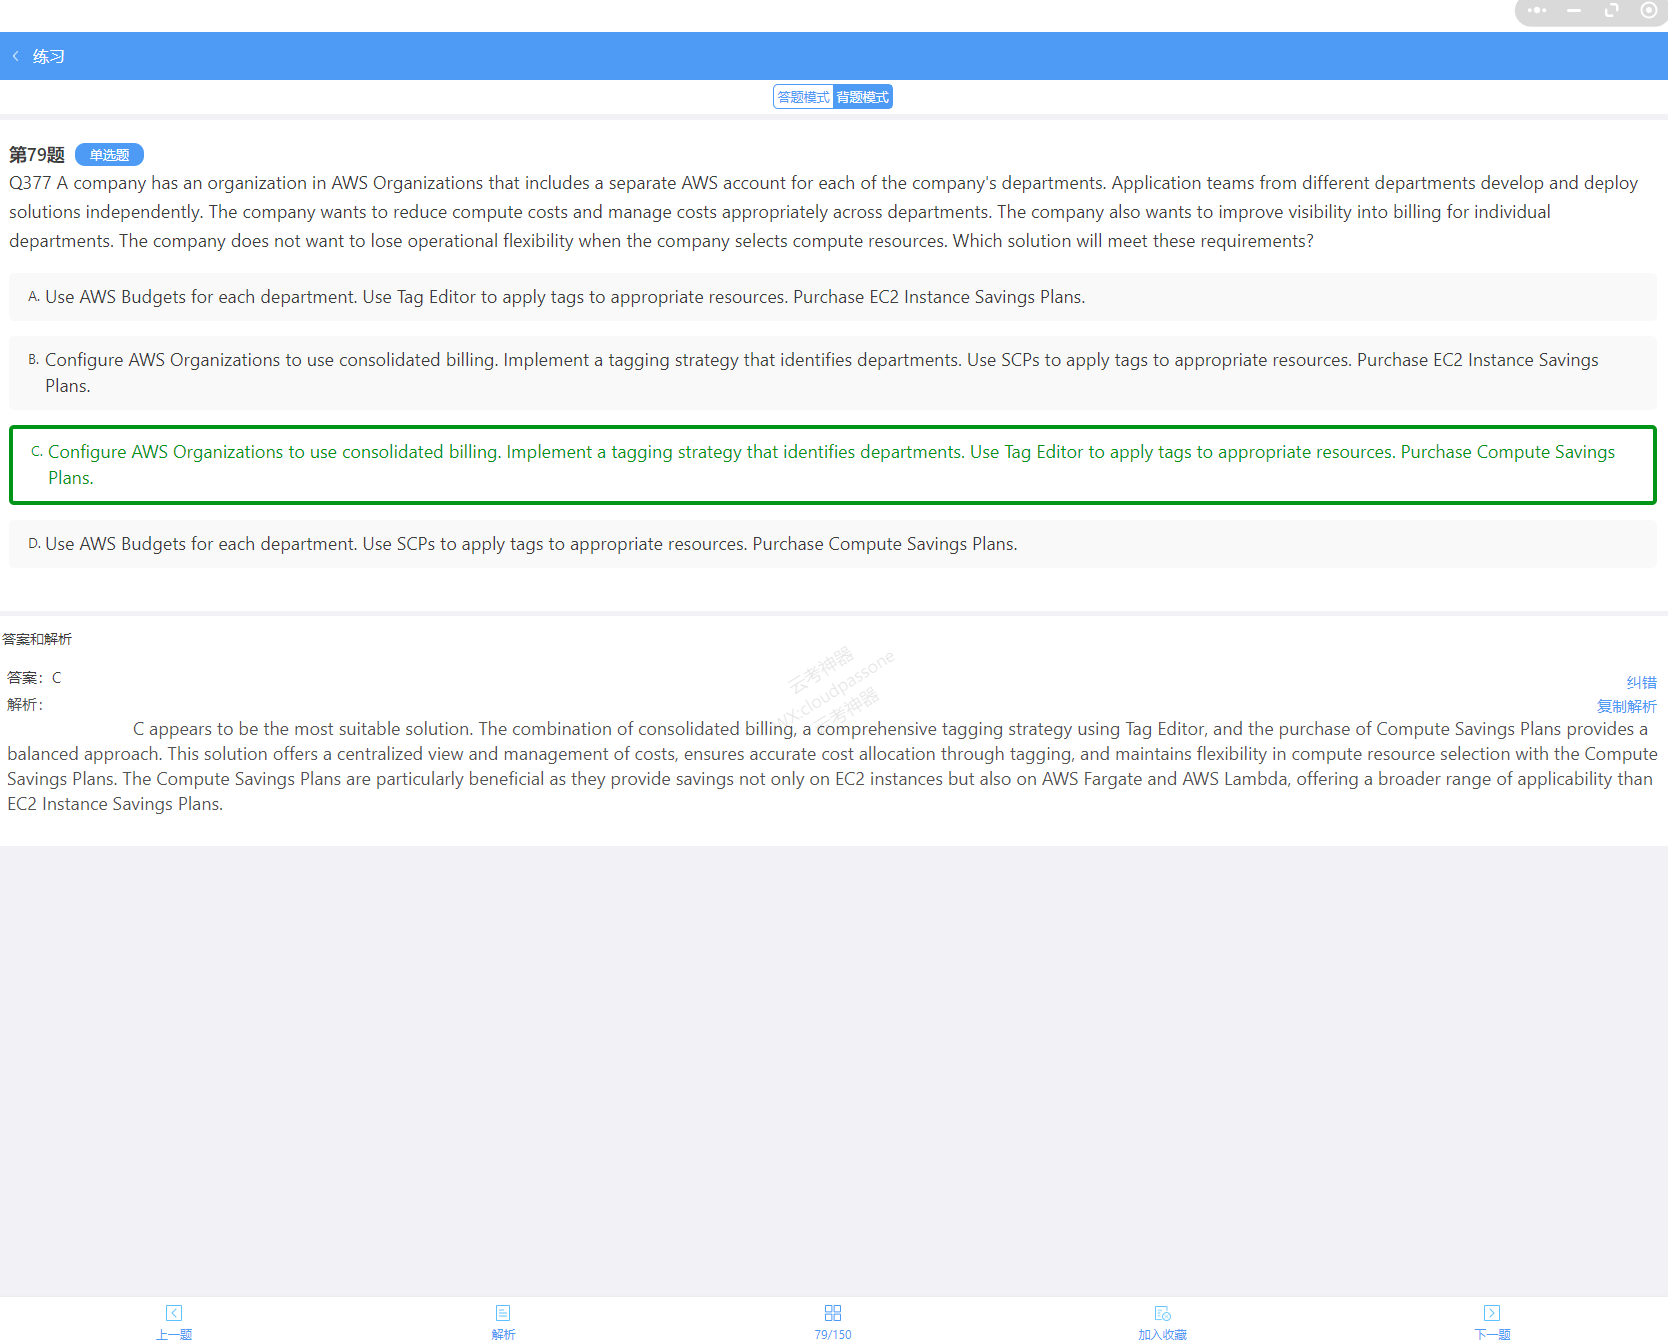 练习
答题模式 背题模式
第79题 单选题
Q377 A company has an organization in AWS Organizations that includes a separate AWS account for each of the company's departments. Application teams from different departments develop and deploy
solutions independently. The company wants to reduce compute costs and manage costs appropriately across departments. The company also wants to improve visibility into billing for individual
departments. The company does not want to lose operational flexibility when the company selects compute resources. Which solution will meet these requirements?
A. Use AWS Budgets for each department. Use Tag Editor to apply tags to appropriate resources. Purchase EC2 Instance Savings Plans.
B. Configure AWS Organizations to use consolidated billing. Implement a tagging strategy that identifies departments. Use SCPs to apply tags to appropriate resources. Purchase EC2 Instance Savings
Plans.
C. Configure AWS Organizations to use consolidated billing. Implement a tagging strategy that identifies departments. Use Tag Editor to apply tags to appropriate resources. Purchase Compute Savings
Plans.
D. Use AWS Budgets for each department. Use SCPs to apply tags to appropriate resources. Purchase Compute Savings Plans.
答案和解析
云考神器
WX:cloudpassone
云考神器
答案：C
纠错
解析：
复制解析
C appears to be the most suitable solution. The combination of consolidated billing, a comprehensive tagging strategy using Tag Editor, and the purchase of Compute Savings Plans provides a
balanced approach. This solution offers a centralized view and management of costs, ensures accurate cost allocation through tagging, and maintains flexibility in compute resource selection with the Compute
Savings Plans. The Compute Savings Plans are particularly beneficial as they provide savings not only on EC2 instances but also on AWS Fargate and AWS Lambda, offering a broader range of applicability than
EC2 Instance Savings Plans.
上一题 解析 79/150 加入收藏 下一题